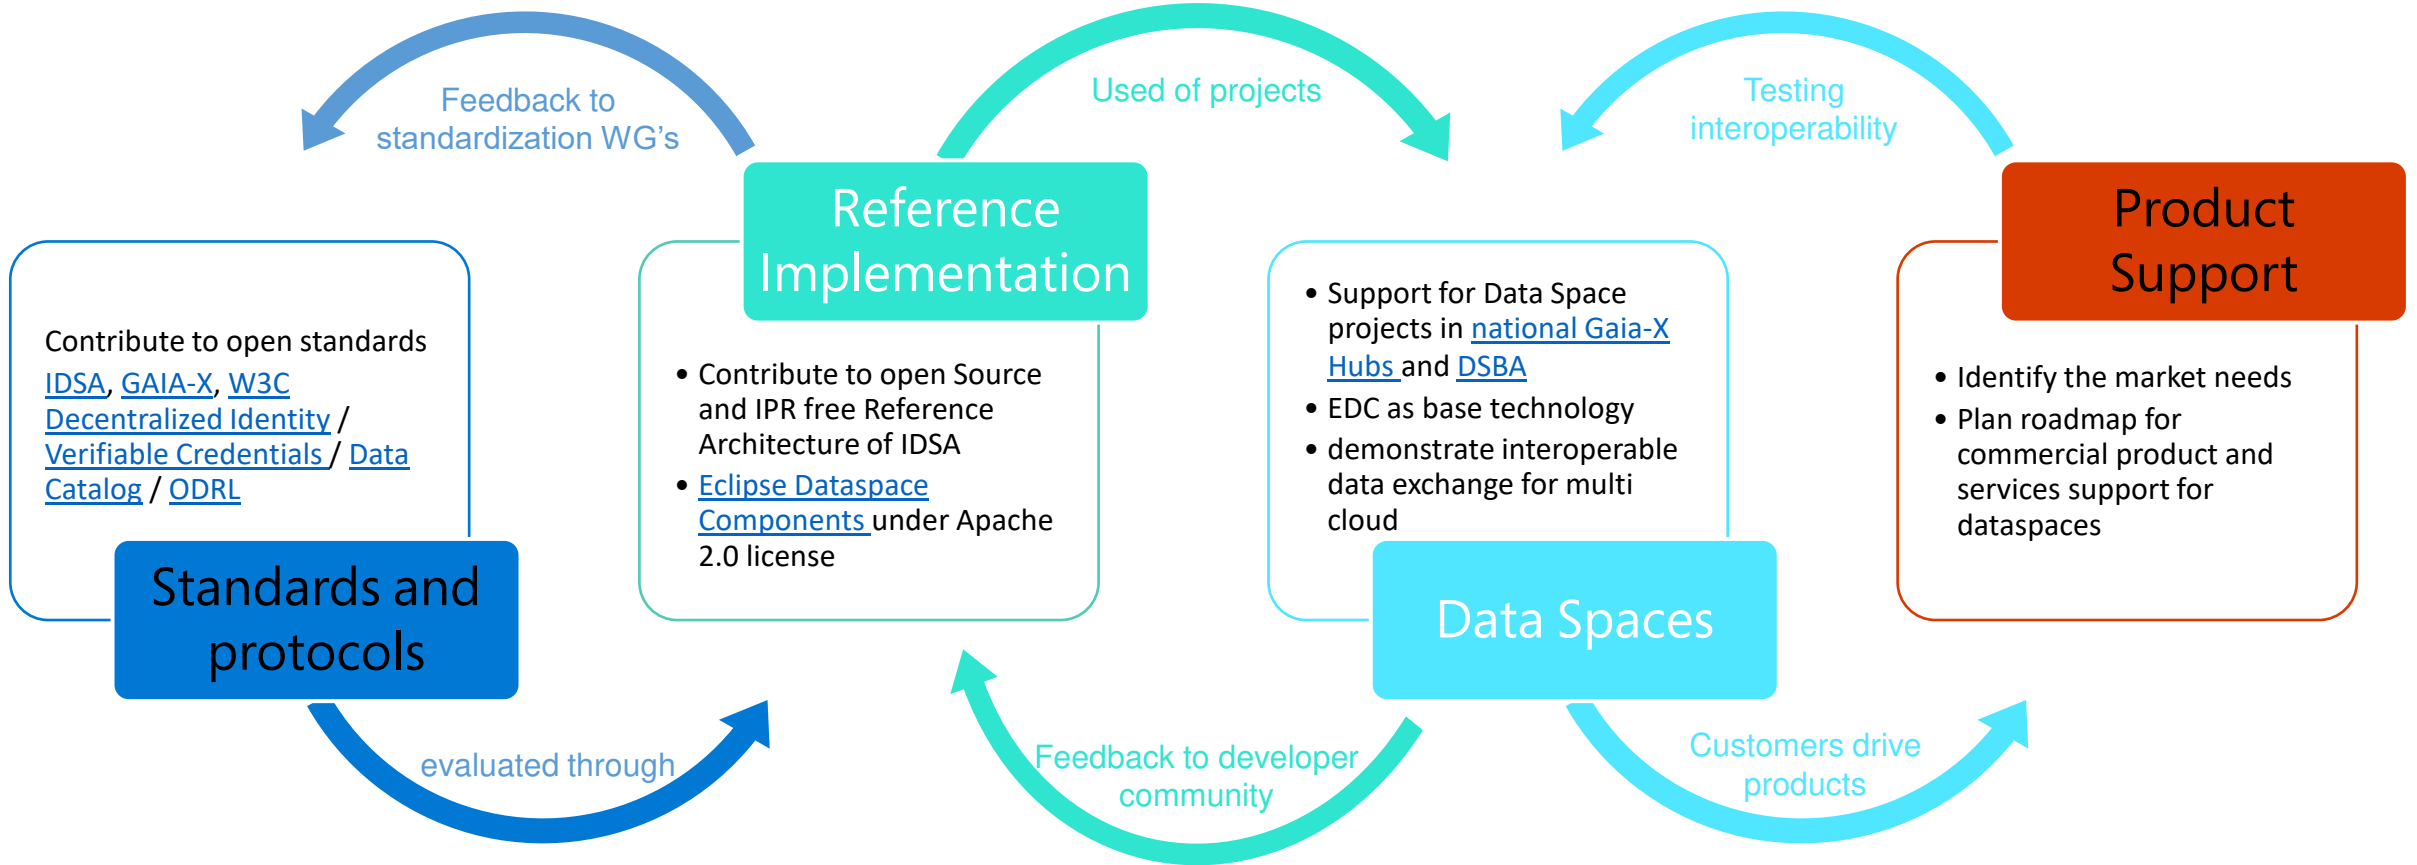 Feedback to
standardization WG's
Used of projects
Testing
interoperability
Contribute to open standards
IDSA, GAIA-X, W3C
Decentralized Identity /
Verifiable Credentials / Data
Catalog / ODRL
Standards and
protocols
evaluated through
Reference
Implementation
• Contribute to open Source
and IPR free Reference
Architecture of IDSA
• Eclipse Dataspace
Components under Apache
2.0 license
Feedback to developer
community
• Support for Data Space
projects in national Gaia-X
Hubs and DSBA
• EDC as base technology
• demonstrate interoperable
data exchange for multi
cloud
Data Spaces
Customers drive
products
Product
Support
• Identify the market needs
• Plan roadmap for
commercial product and
services support for
dataspaces